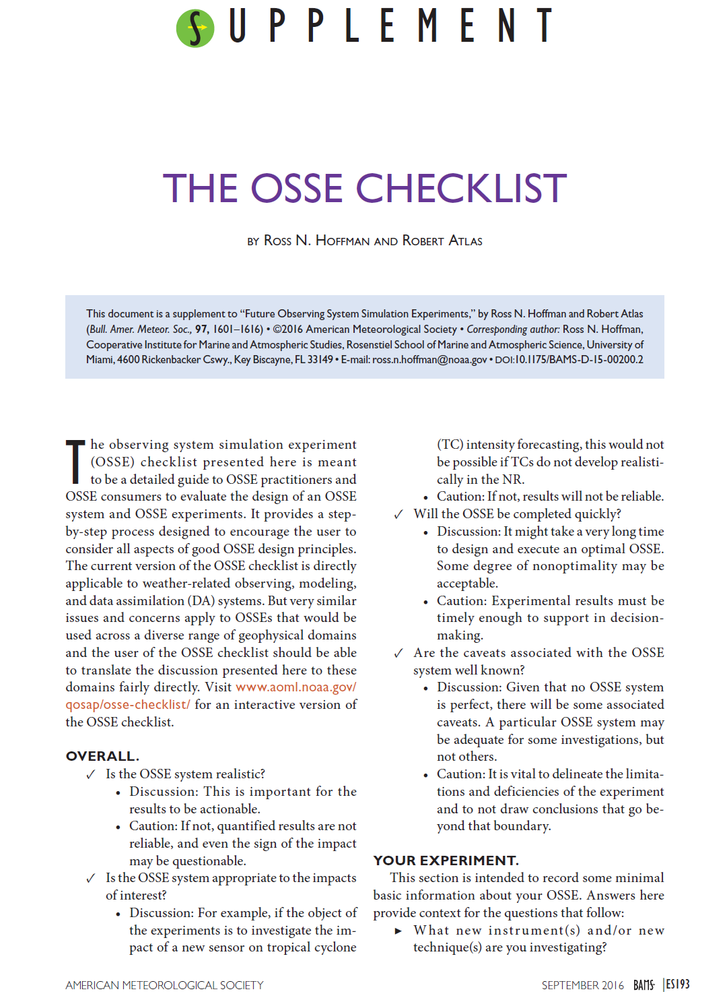 SUPPLEMENT
THE OSSE CHECKLIST
BY ROSS N. HOFFMAN AND ROBERT ATLAS
This document is a supplement to “Future Observing System Simulation Experiments,” by Ross N. Hoffman and Robert Atlas
(Bull. Amer. Meteor. Soc., 97, 1601–1616) • ©2016 American Meteorological Society • Corresponding author: Ross N. Hoffman,
Cooperative Institute for Marine and Atmospheric Studies, Rosenstiel School of Marine and Atmospheric Science, University of
Miami, 4600 Rickenbacker Cswy., Key Biscayne, FL 33149 • E-mail: ross.n.hoffman@noaa.gov • DOI:10.1175/BAMS-D-15-00200.2
The observing system simulation experiment
(OSSE) checklist presented here is meant
to be a detailed guide to OSSE practitioners and
OSSE consumers to evaluate the design of an OSSE
system and OSSE experiments. It provides a step-
by-step process designed to encourage the user to
consider all aspects of good OSSE design principles.
The current version of the OSSE checklist is directly
applicable to weather-related observing, modeling,
and data assimilation (DA) systems. But very similar
issues and concerns apply to OSSEs that would be
used across a diverse range of geophysical domains
and the user of the OSSE checklist should be able
to translate the discussion presented here to these
domains fairly directly. Visit www.aoml.noaa.gov/
qosap/osse-checklist/ for an interactive version of
the OSSE checklist.
OVERALL.
✓ Is the OSSE system realistic?
• Discussion: This is important for the
results to be actionable.
• Caution: If not, quantified results are not
reliable, and even the sign of the impact
may be questionable.
✓ Is the OSSE system appropriate to the impacts
of interest?
• Discussion: For example, if the object of
the experiments is to investigate the im-
pact of a new sensor on tropical cyclone
(TC) intensity forecasting, this would not
be possible if TCs do not develop realisti-
cally in the NR.
• Caution: If not, results will not be reliable.
✓ Will the OSSE be completed quickly?
• Discussion: It might take a very long time
to design and execute an optimal OSSE.
Some degree of nonoptimality may be
acceptable.
• Caution: Experimental results must be
timely enough to support in decision-
making.
✓ Are the caveats associated with the OSSE
system well known?
• Discussion: Given that no OSSE system
is perfect, there will be some associated
caveats. A particular OSSE system may
be adequate for some investigations, but
not others.
• Caution: It is vital to delineate the limita-
tions and deficiencies of the experiment
and to not draw conclusions that go be-
yond that boundary.
YOUR EXPERIMENT.
This section is intended to record some minimal
basic information about your OSSE. Answers here
provide context for the questions that follow:
► What new instrument(s) and/or new
technique(s) are you investigating?
AMERICAN METEOROLOGICAL SOCIETY
SEPTEMBER 2016 BAMS | ES193